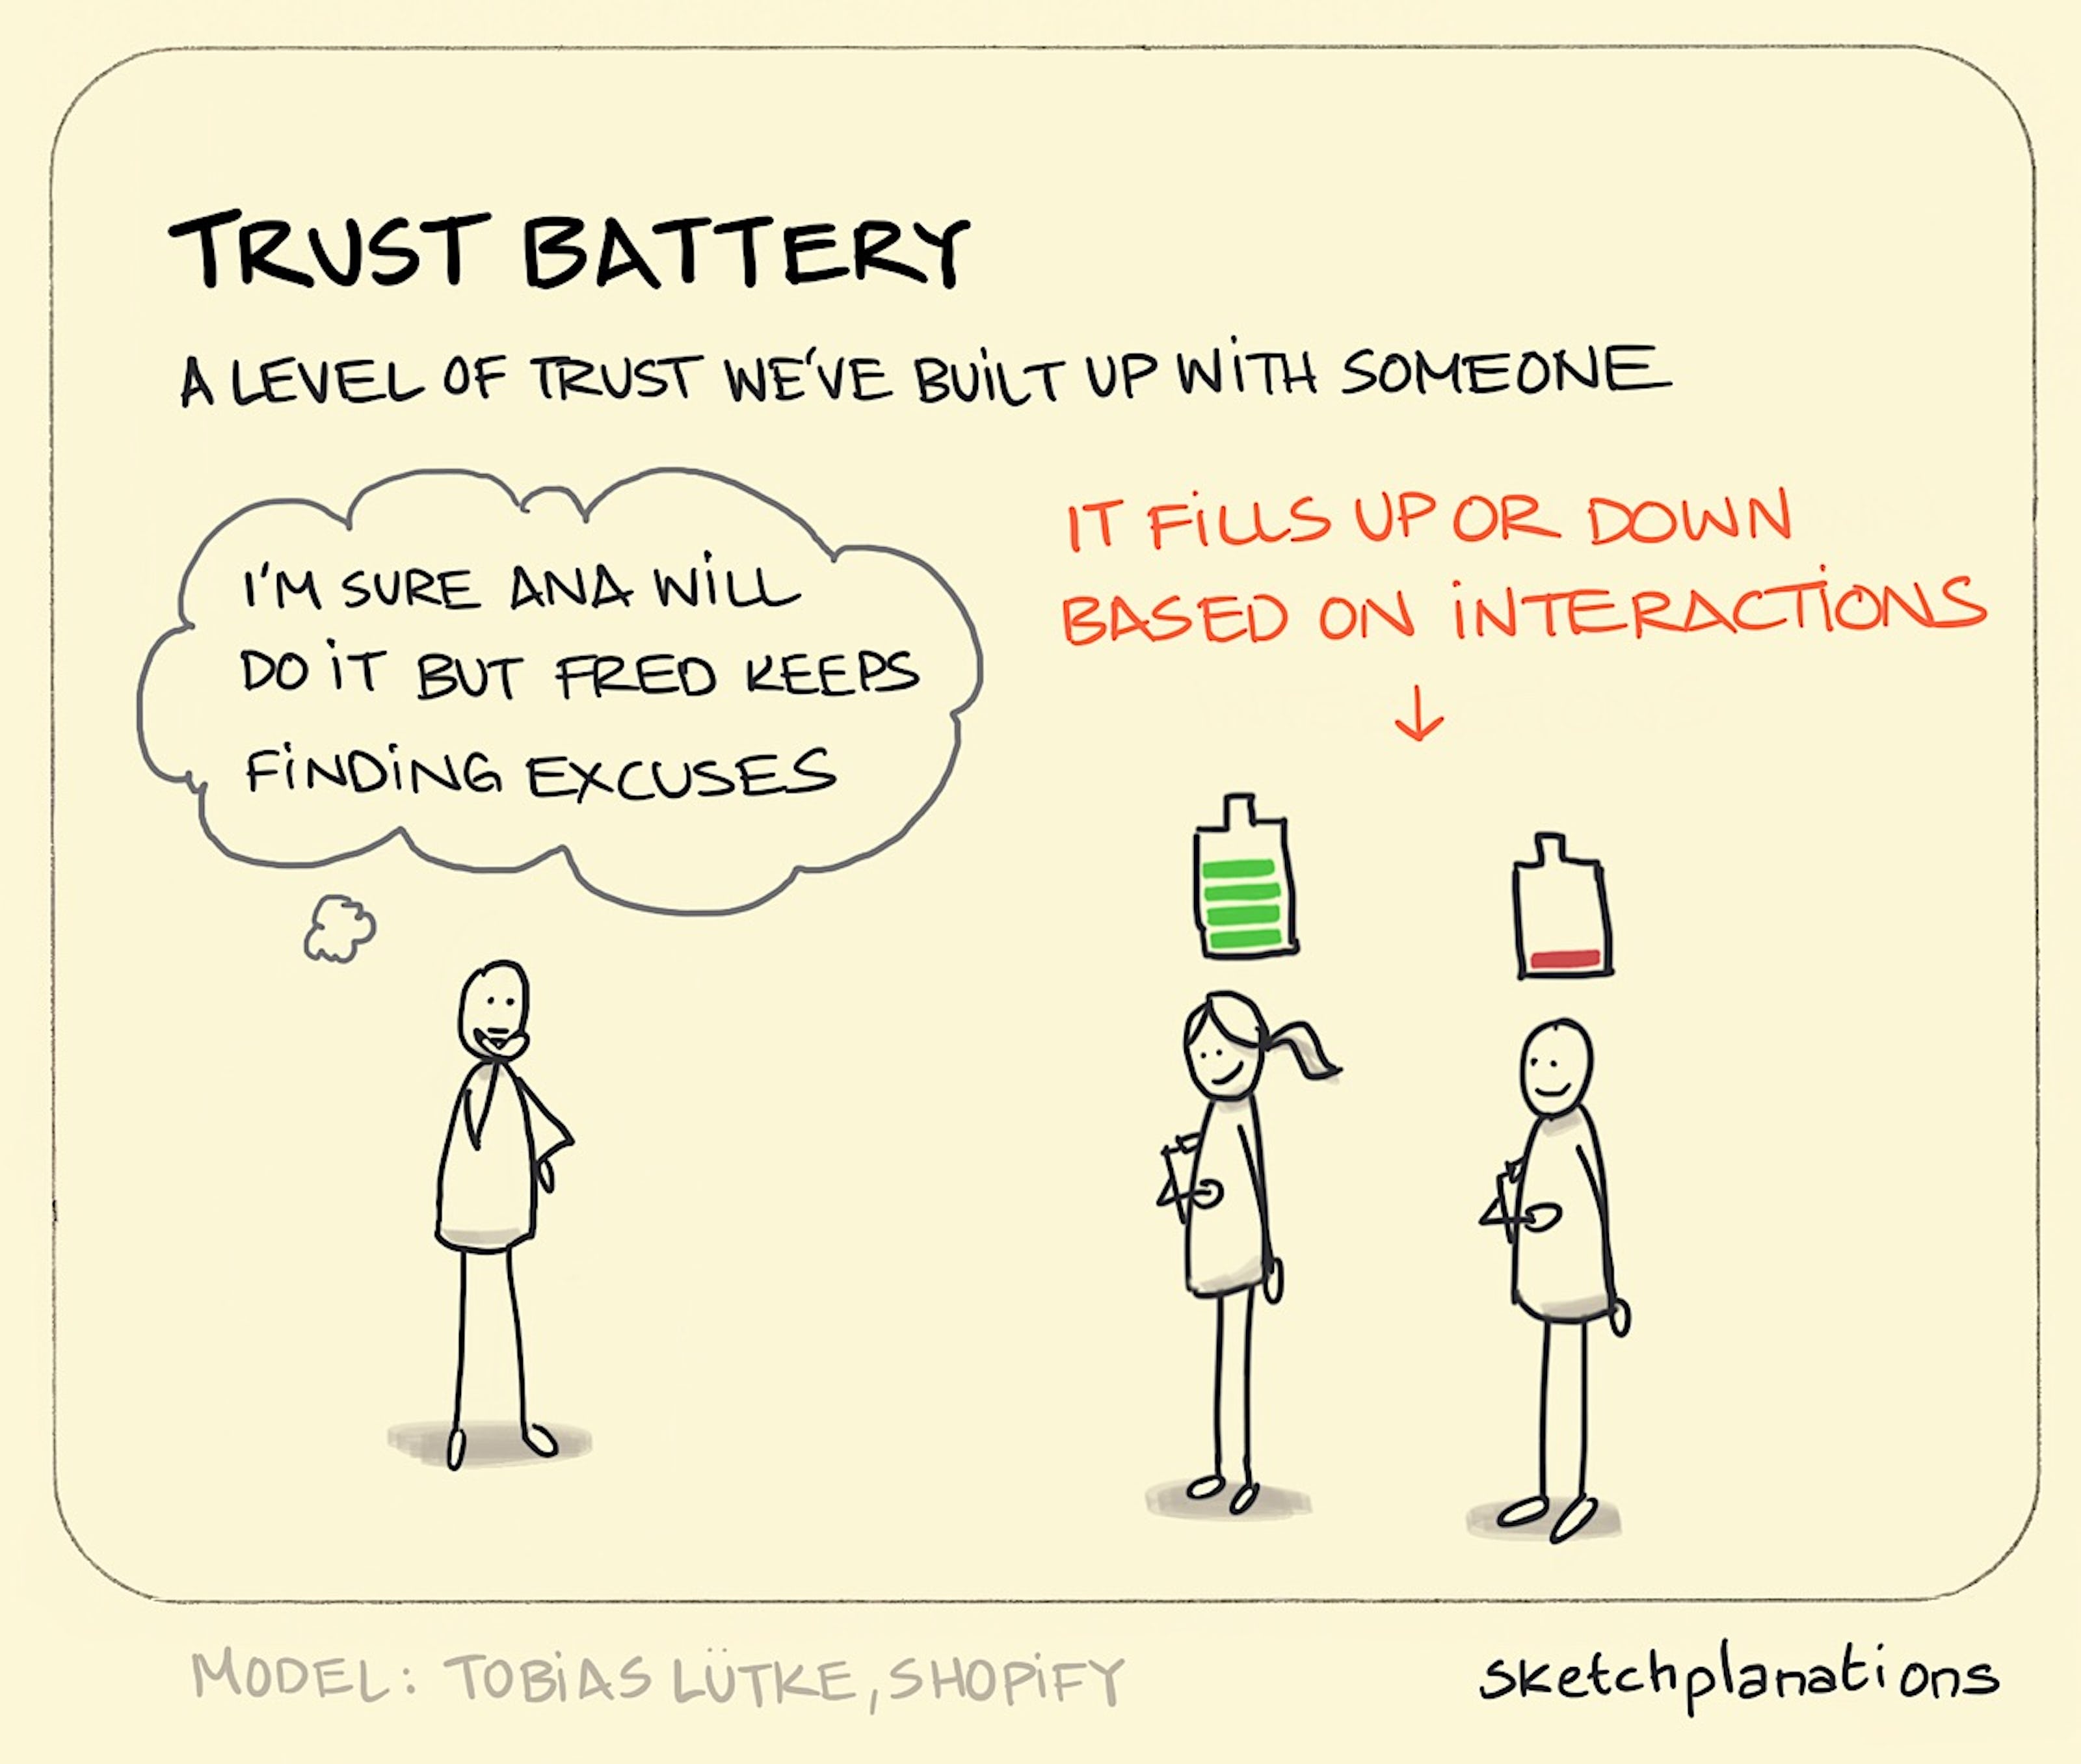 TRUST BATTERY
A LEVEL OF TRUST WE'VE BUILT UP WITH SOMEONE
I'M SURE ANA WILL
DO IT BUT FRED KEEPS
FINDING EXCUSES
IT FILLS UP OR DOWN
BASED ON INTERACTIONS
MODEL: TOBIAS LÜTKE, SHOPIFY
sketchplanations